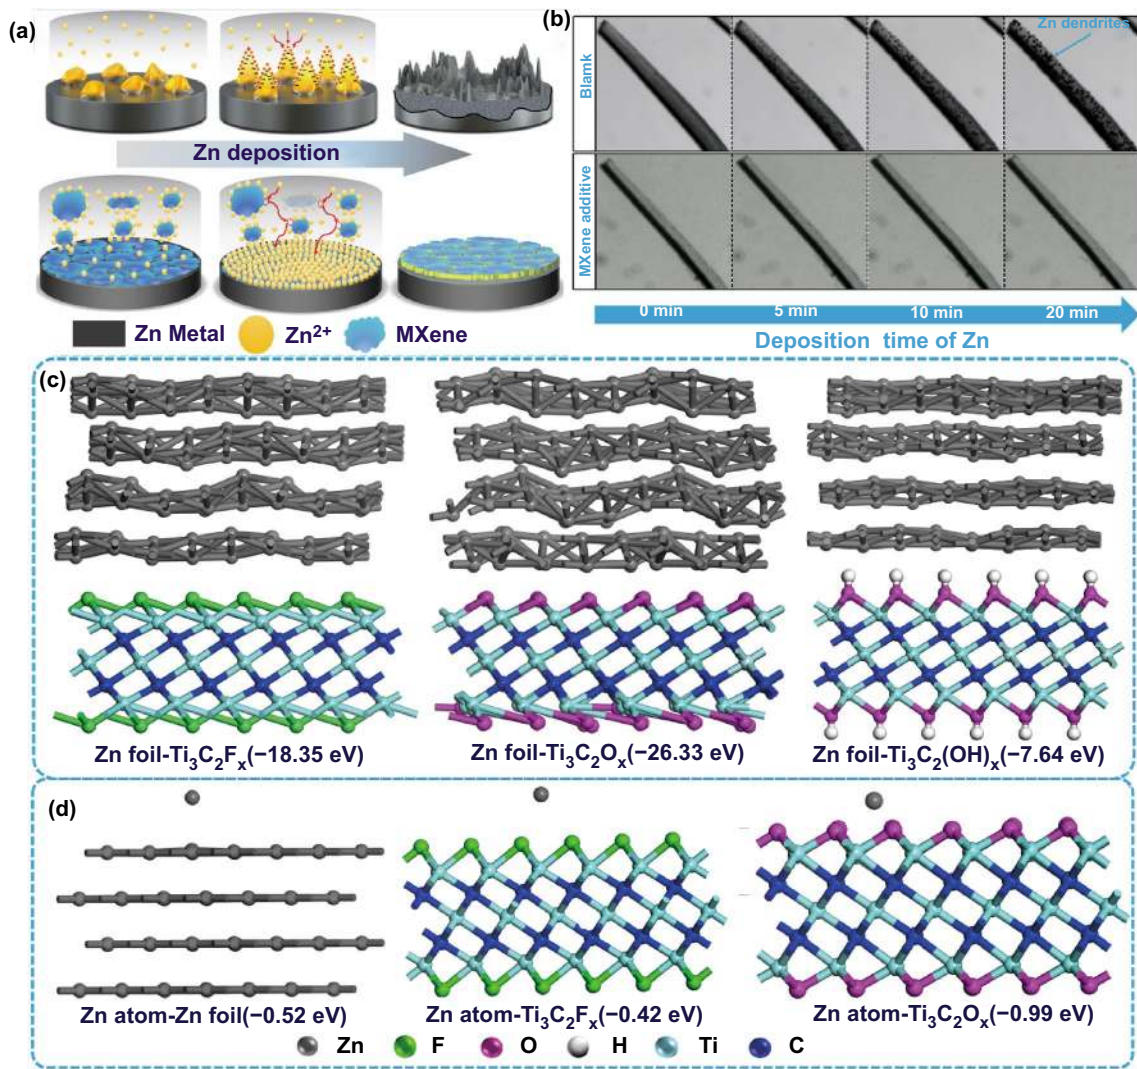 (a)
Zn deposition
Zn Metal
Zn²⁺
MXene
(b)
Zn dendrites
Blamk
MXene additive
0 min
5 min
10 min
20 min
Deposition time of Zn
(c)
Zn foil-Ti₃C₂Fₓ(−18.35 eV)
Zn foil-Ti₃C₂Oₓ(−26.33 eV)
Zn foil-Ti₃C₂(OH)ₓ(−7.64 eV)
(d)
Zn atom-Zn foil(−0.52 eV)
Zn atom-Ti₃C₂Fₓ(−0.42 eV)
Zn atom-Ti₃C₂Oₓ(−0.99 eV)
Zn
F
O
H
Ti
C